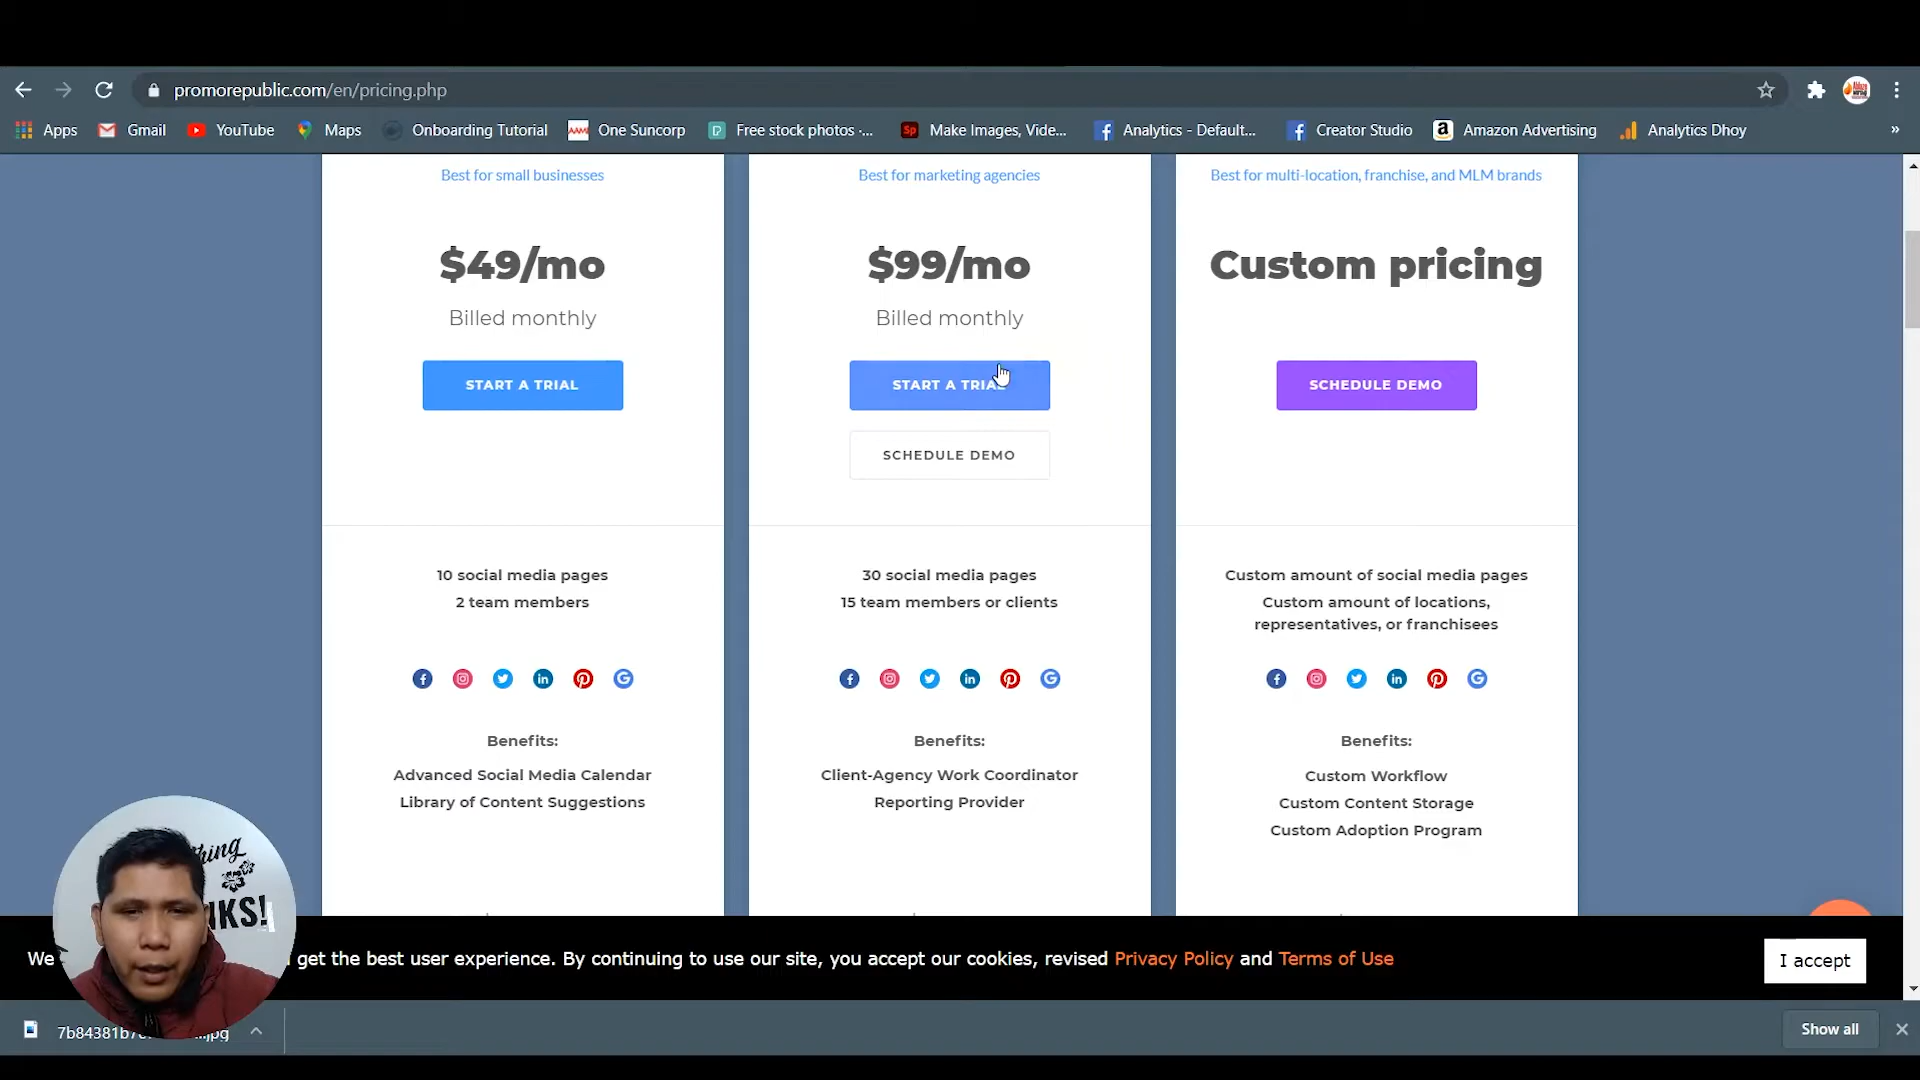 promorepublic.com/en/pricing.php
Apps Gmail YouTube Maps Onboarding Tutorial One Suncorp Free stock photos -... Make Images, Vide... Analytics - Default... Creator Studio Amazon Advertising Analytics Dhoy »
Best for small businesses
$49/mo
Billed monthly
START A TRIAL
10 social media pages
2 team members
Benefits:
Advanced Social Media Calendar
Library of Content Suggestions
Best for marketing agencies
$99/mo
Billed monthly
START A TRIAL
SCHEDULE DEMO
30 social media pages
15 team members or clients
Benefits:
Client-Agency Work Coordinator
Reporting Provider
Best for multi-location, franchise, and MLM brands
Custom pricing
SCHEDULE DEMO
Custom amount of social media pages
Custom amount of locations,
representatives, or franchisees
Benefits:
Custom Workflow
Custom Content Storage
Custom Adoption Program
We get the best user experience. By continuing to use our site, you accept our cookies, revised Privacy Policy and Terms of Use
I accept
Show all